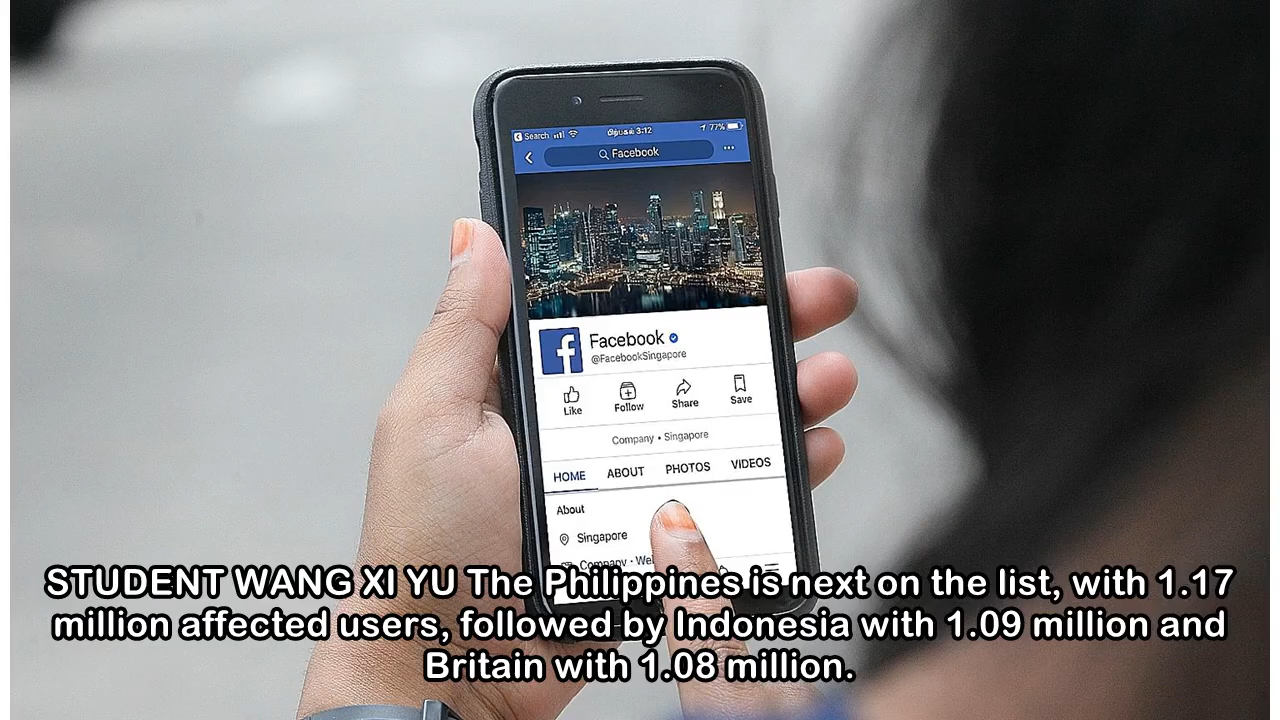 Search பிற்பகல் 3:12 77%
Facebook
Facebook
@FacebookSingapore
Like Follow Share Save
Company • Singapore
HOME ABOUT PHOTOS VIDEOS
About
Singapore
Company
STUDENT WANG XI YU The Philippines is next on the list, with 1.17
million affected users, followed by Indonesia with 1.09 million and
Britain with 1.08 million.